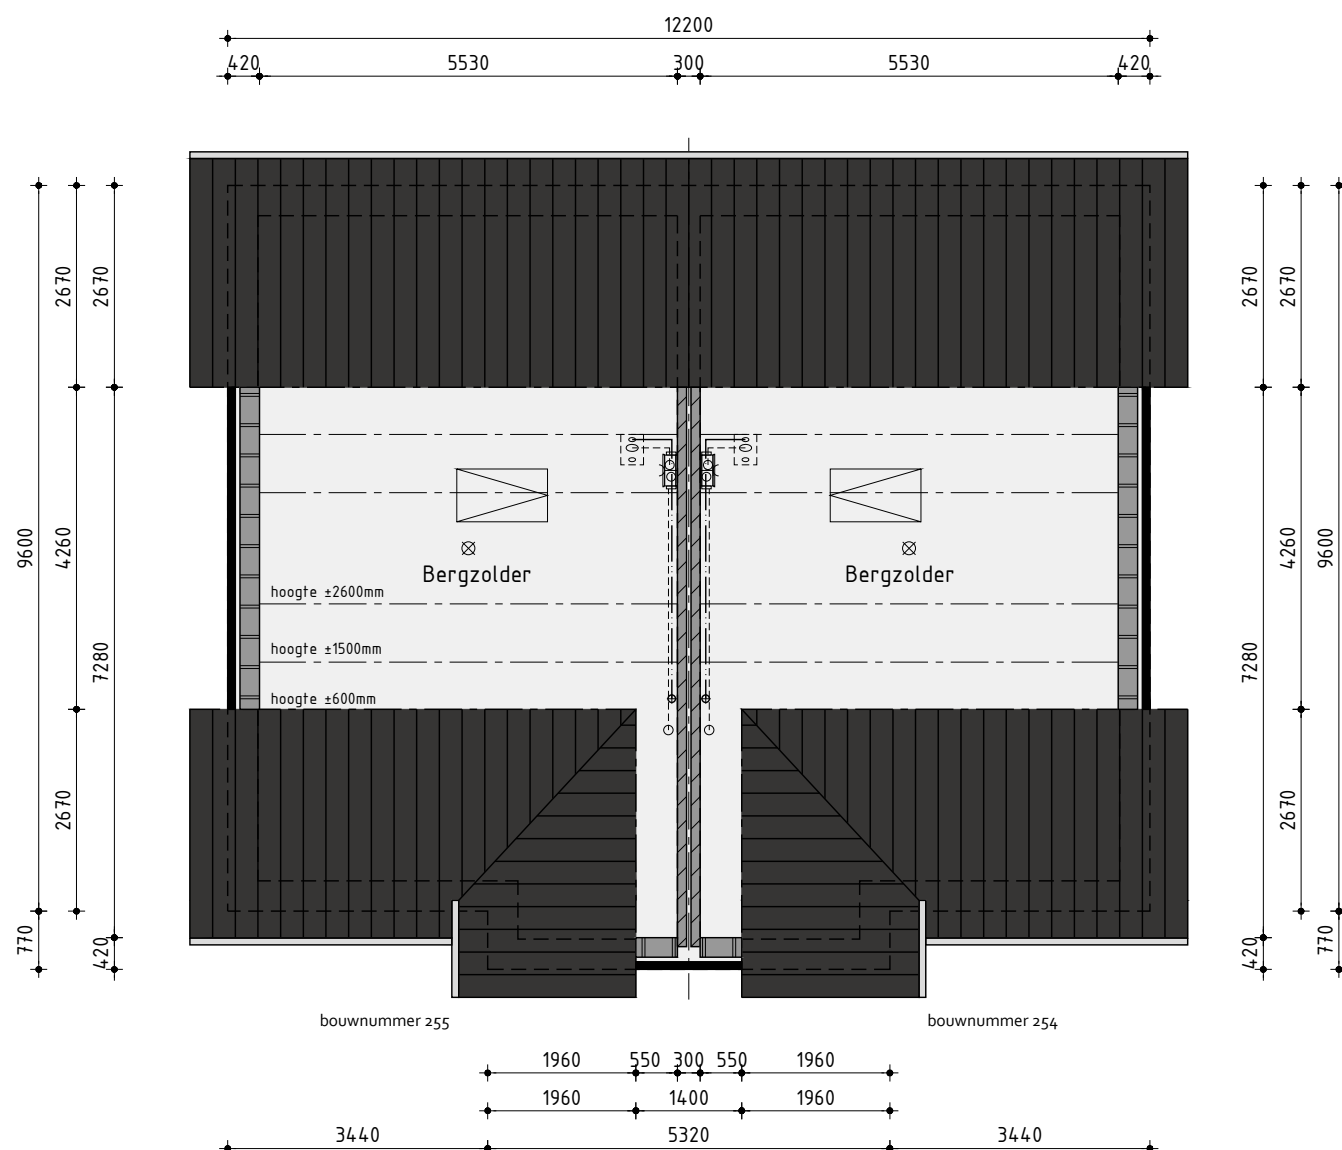 12200
420 5530 300 5530 420
2670 2670 2670 2670
9600 4260 7280 7280 4260 9600
Bergzolder Bergzolder
hoogte ±2600mm
hoogte ±1500mm
hoogte ±600mm
2670 2670
770 420 420 770
bouwnummer 255 bouwnummer 254
1960 550 300 550 1960
1960 1400 1960
3440 5320 3440